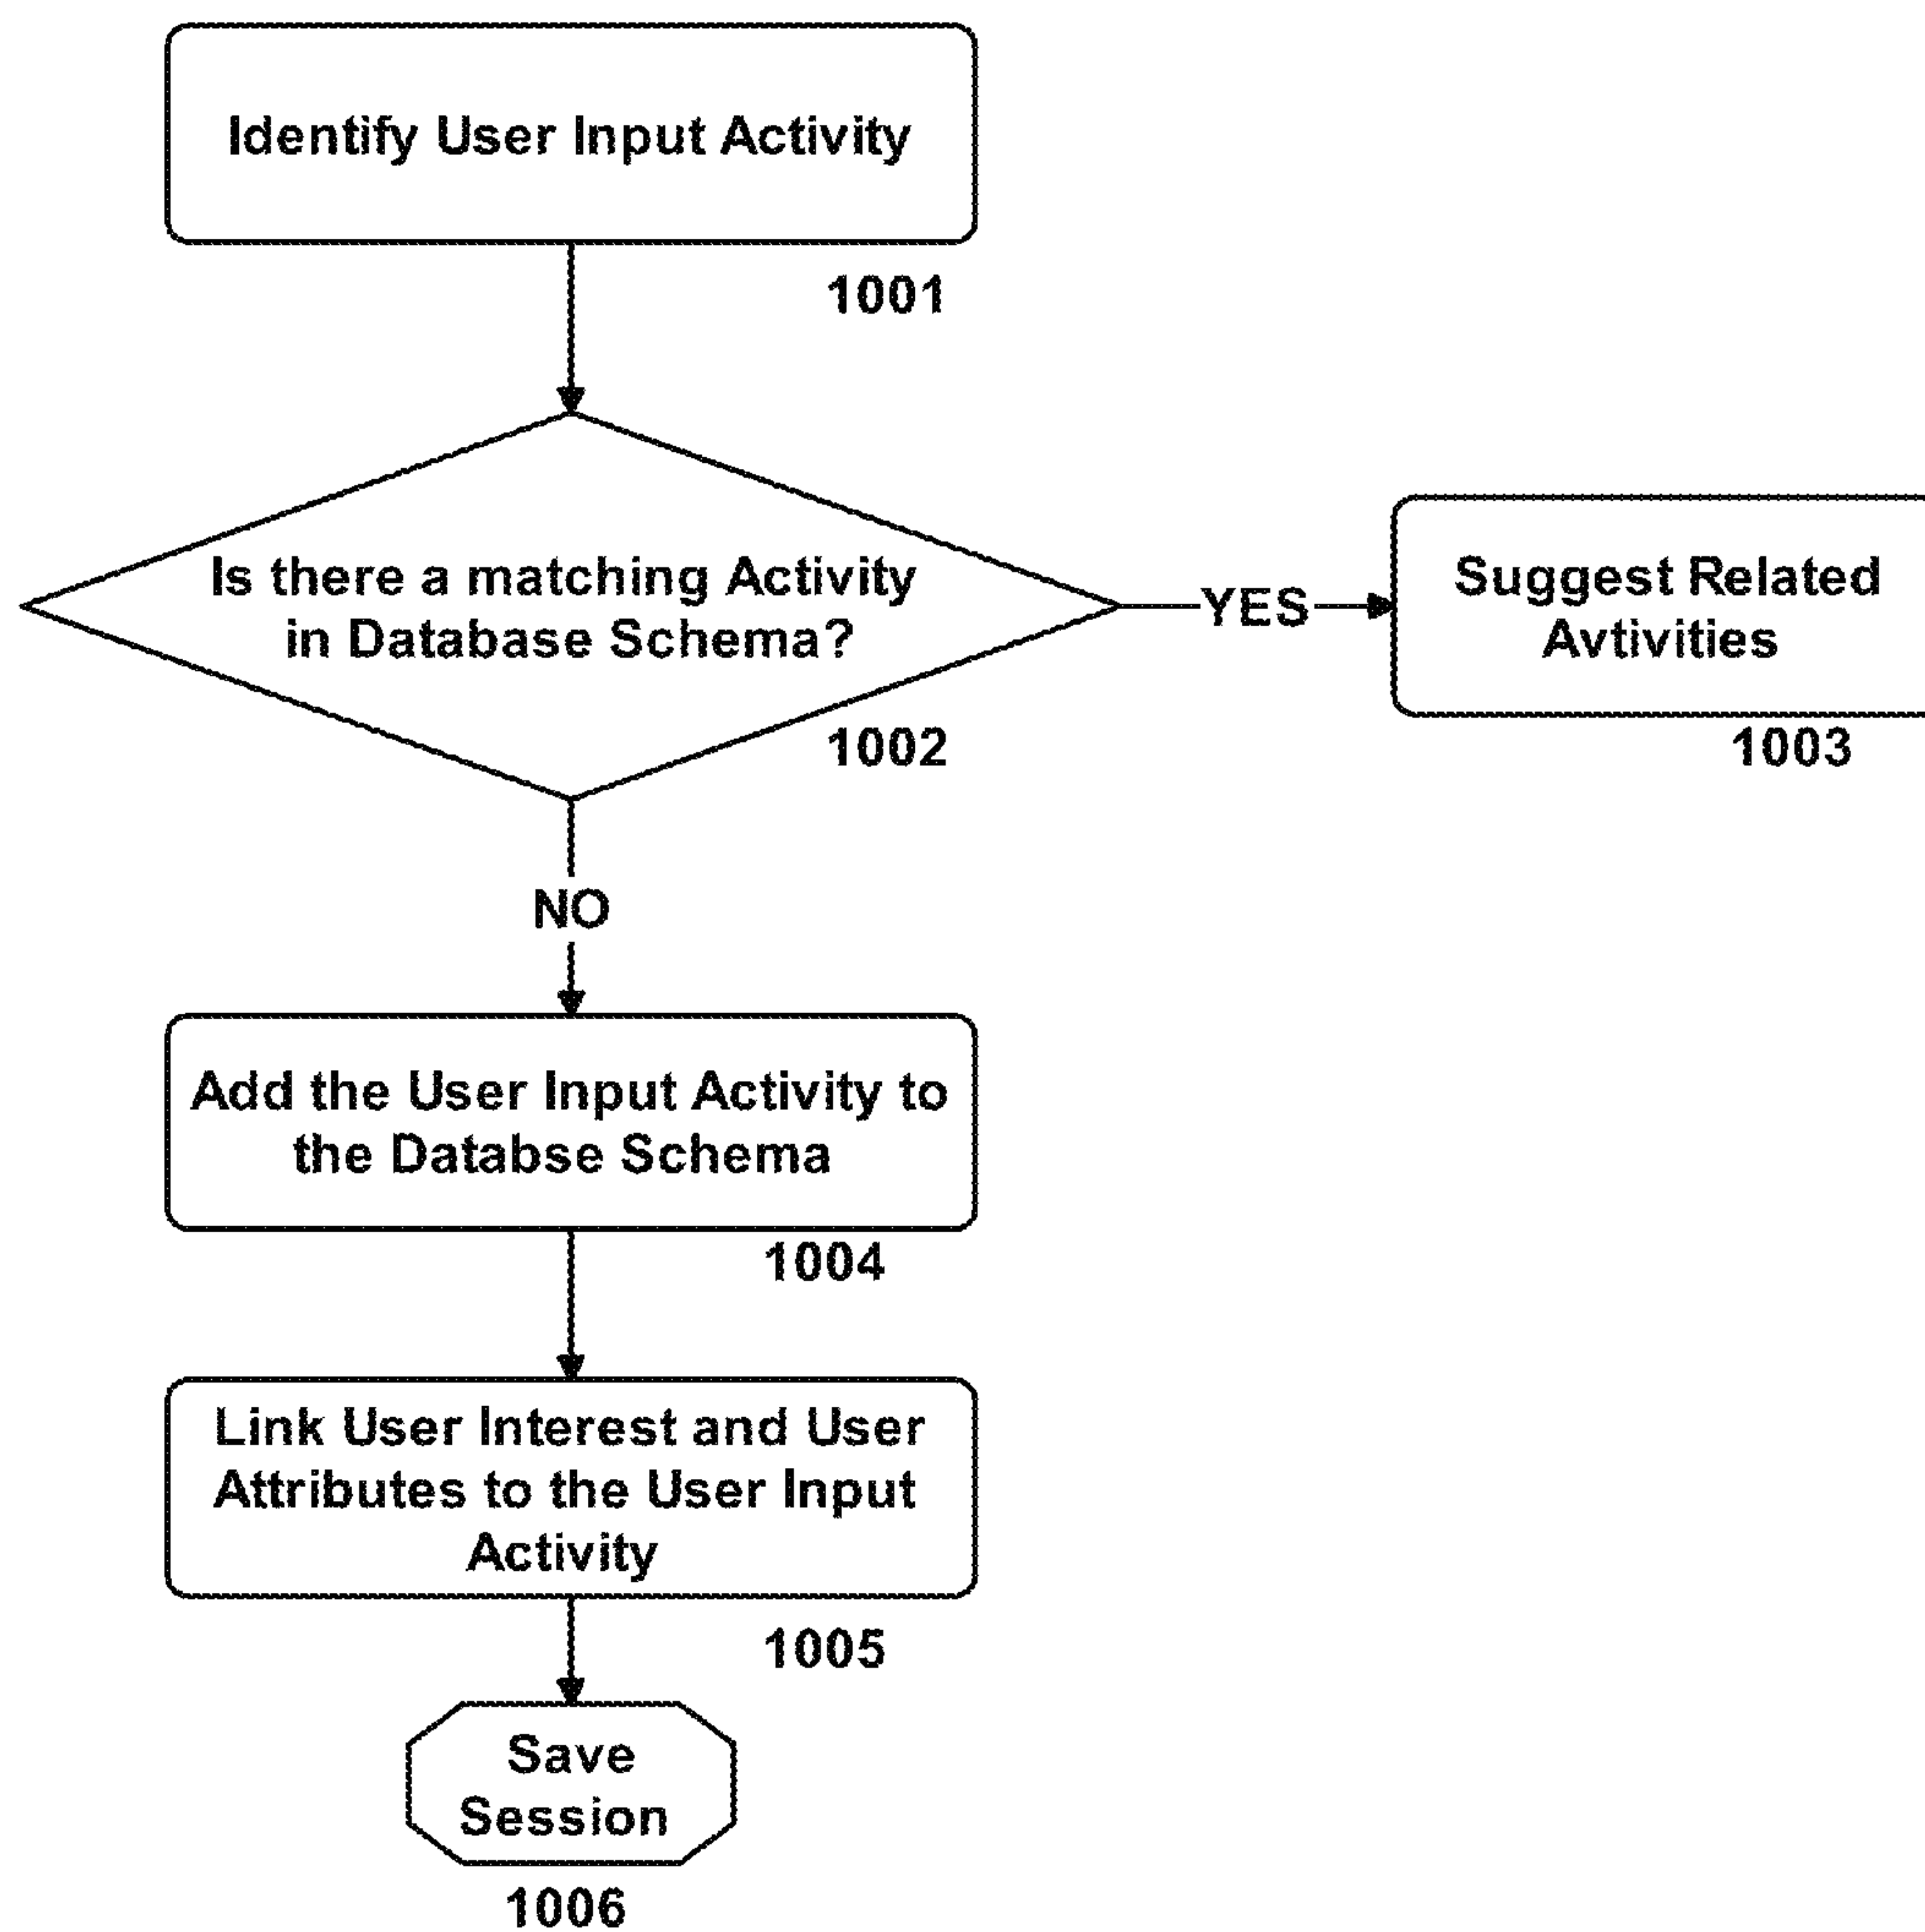 Identify User Input Activity
1001
Is there a matching Activity
in Database Schema?
1002
YES
Suggest Related
Avtivities
1003
NO
Add the User Input Activity to
the Databse Schema
1004
Link User Interest and User
Attributes to the User Input
Activity
1005
Save
Session
1006